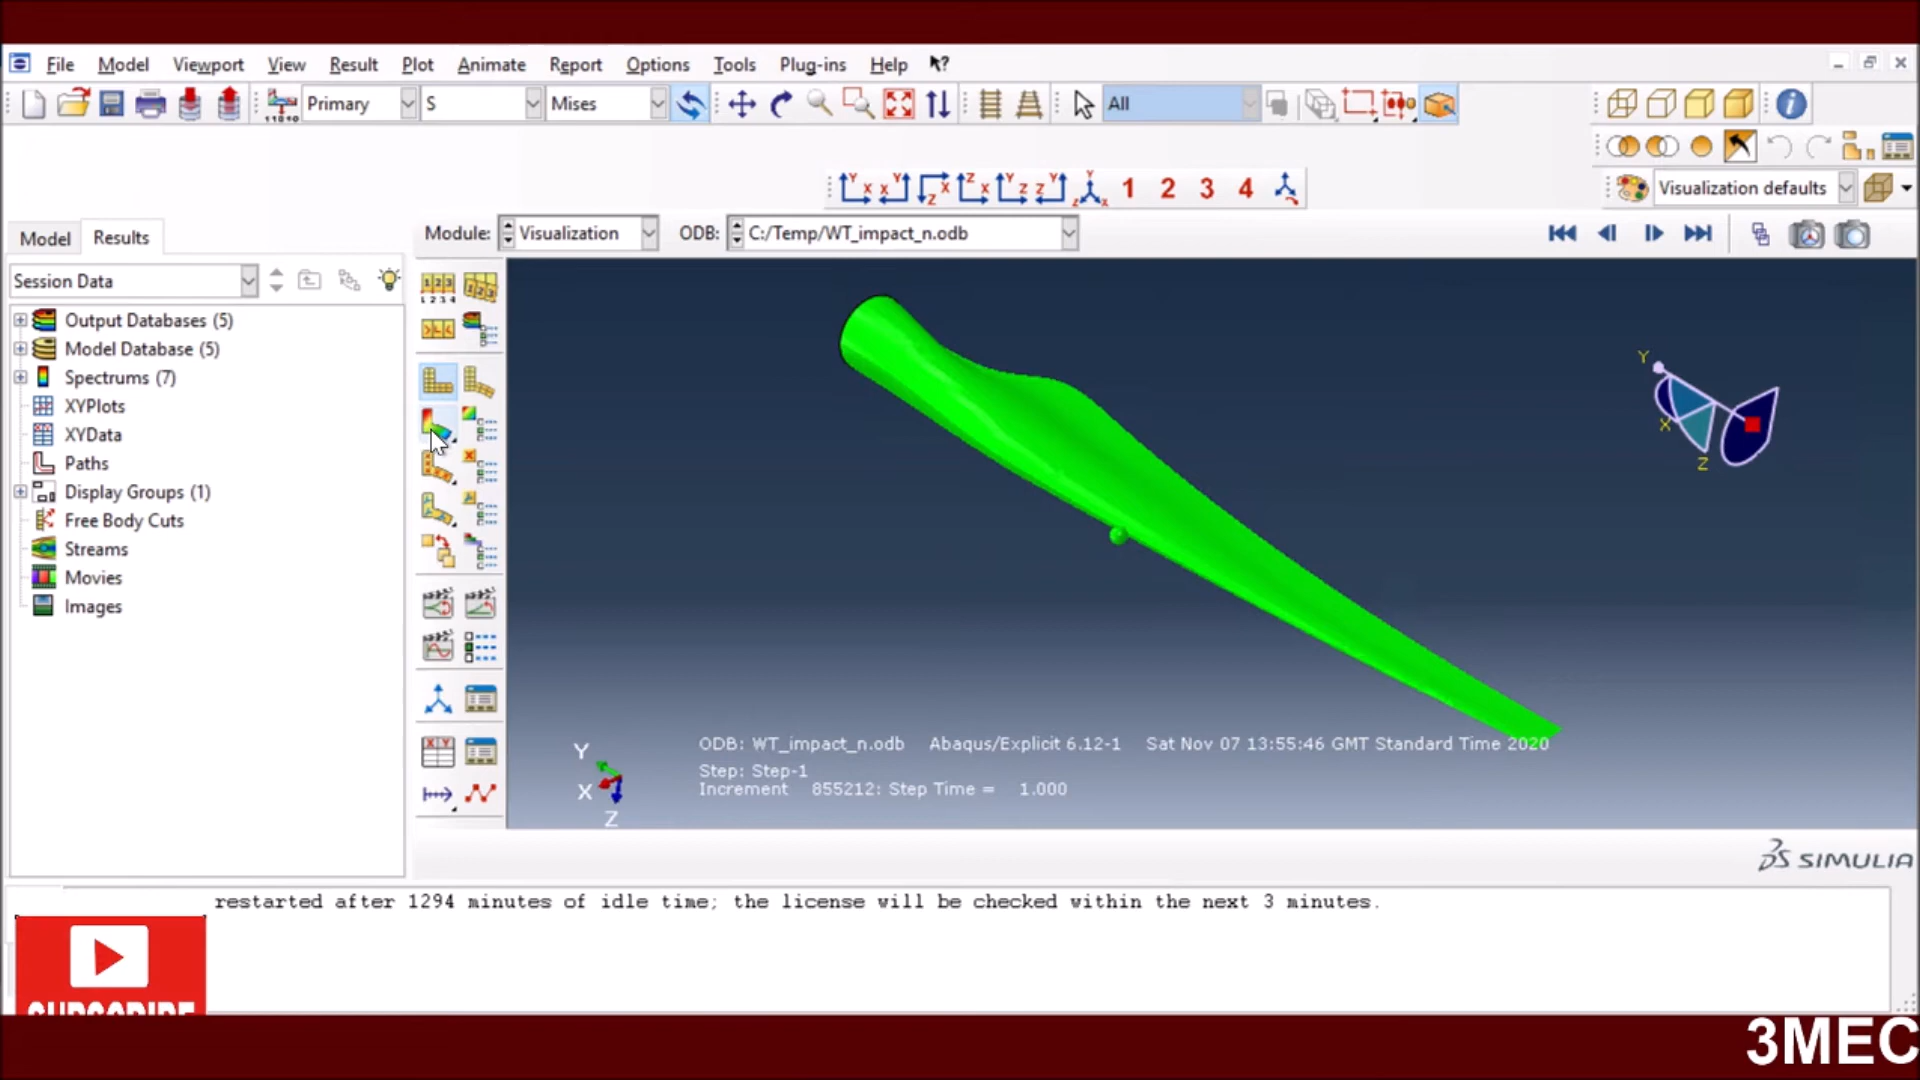 File Model Viewport View Result Plot Animate Report Options Tools Plug-ins Help
Primary S Mises All
1 2 3 4 Visualization defaults
Model Results Module: Visualization ODB: C:/Temp/WT_impact_n.odb
Session Data
Output Databases (5)
Model Database (5)
Spectrums (7)
XYPlots
XYData
Paths
Display Groups (1)
Free Body Cuts
Streams
Movies
Images
Y
X
Z
Y
X
Z
ODB: WT_impact_n.odb Abaqus/Explicit 6.12-1 Sat Nov 07 13:55:46 GMT Standard Time 2020
Step: Step-1
Increment 855212: Step Time = 1.000
SIMULIA
restarted after 1294 minutes of idle time; the license will be checked within the next 3 minutes.
SUBSCRIBE
3MEC